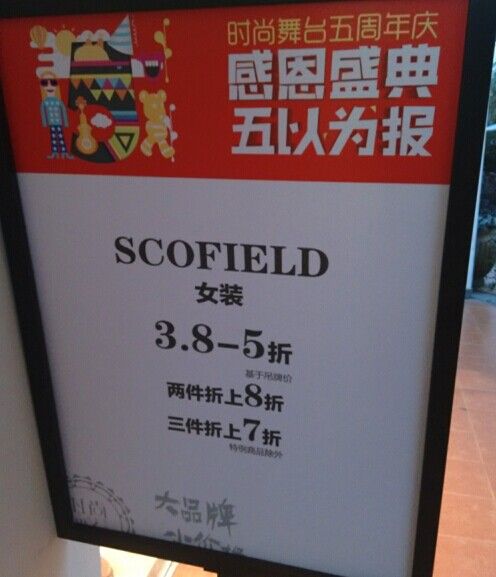 时尚舞台五周年庆
感恩盛典
五以为报
SCOFIELD
女装
3.8-5折
基于吊牌价
两件折上8折
三件折上7折
特例商品除外
大品牌